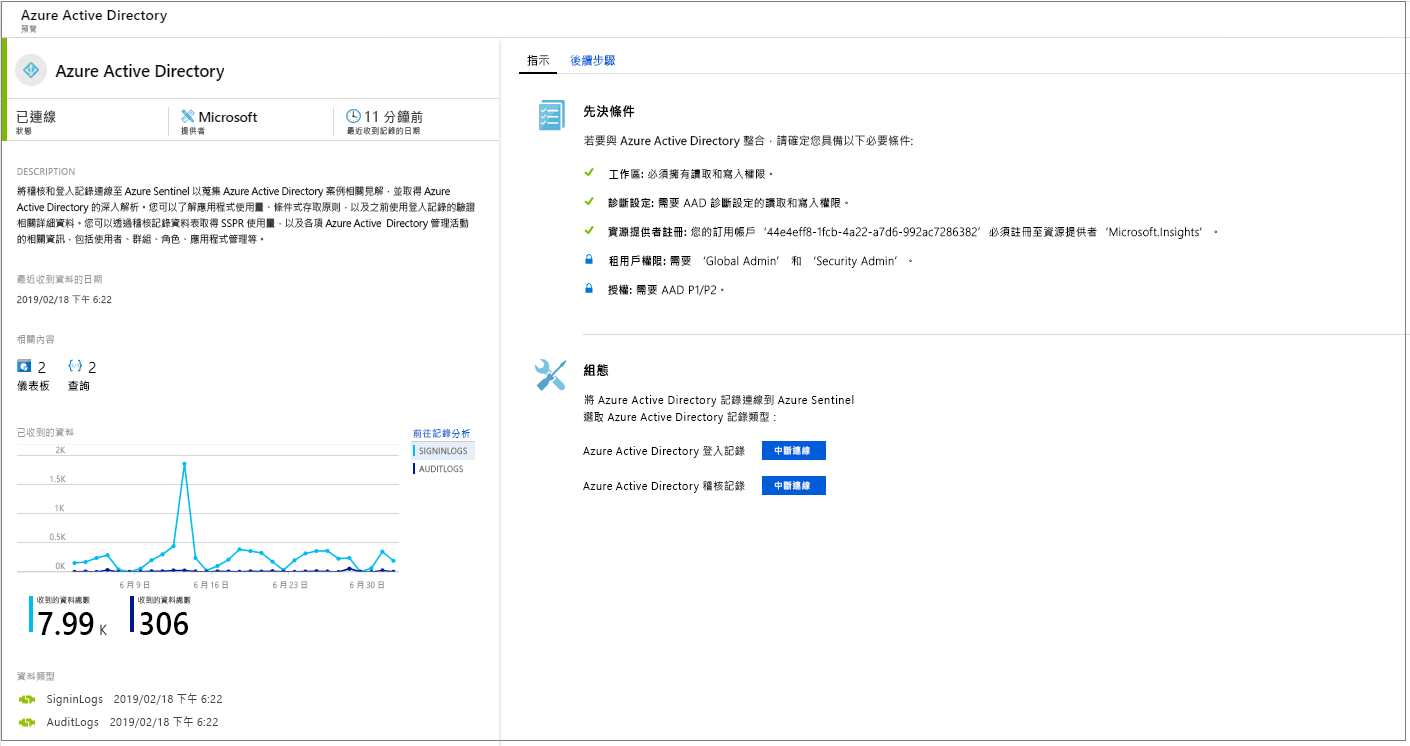 Azure Active Directory
預覽
Azure Active Directory
已連線
狀態
Microsoft
提供者
11 分鐘前
最近收到記錄的日期
DESCRIPTION
將稽核和登入記錄連線至 Azure Sentinel 以蒐集 Azure Active Directory 案例相關見解，並取得 Azure
Active Directory 的深入解析。您可以了解應用程式使用量、條件式存取原則，以及之前使用登入記錄的驗證
相關詳細資料。您可以透過稽核記錄資料表取得 SSPR 使用量，以及各項 Azure Active Directory 管理活動
的相關資訊，包括使用者、群組、角色、應用程式管理等。
最近收到資料的日期
2019/02/18 下午 6:22
相關內容
2
儀表板
2
查詢
已收到的資料
前往記錄分析
SIGNINLOGS
AUDITLOGS
2K
1.5K
1K
0.5K
0K
6 月 9 日
6 月 16 日
6 月 23 日
6 月 30 日
收到的資料總數
7.99 K
收到的資料總數
306
資料類型
SigninLogs 2019/02/18 下午 6:22
AuditLogs 2019/02/18 下午 6:22
指示
後續步驟
先決條件
若要與 Azure Active Directory 整合，請確定您具備以下必要條件:
工作區: 必須擁有讀取和寫入權限。
診斷設定: 需要 AAD 診斷設定的讀取和寫入權限。
資源提供者註冊: 您的訂用帳戶 ‘44e4eff8-1fcb-4a22-a7d6-992ac7286382’ 必須註冊至資源提供者 ‘Microsoft.Insights’ 。
租用戶權限: 需要 ‘Global Admin’ 和 ‘Security Admin’ 。
授權: 需要 AAD P1/P2。
組態
將 Azure Active Directory 記錄連線到 Azure Sentinel
選取 Azure Active Directory 記錄類型：
Azure Active Directory 登入記錄
中斷連線
Azure Active Directory 稽核記錄
中斷連線